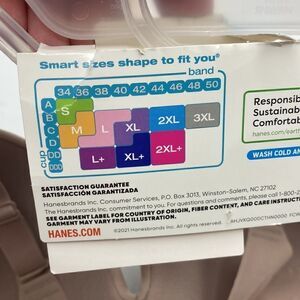 Smart sizes shape to fit you®
band
34 36 38 40 42 44 46 48 50
A
B
C
D
DD
DDD
cup
S
M
L
XL
2XL
3XL
L+
XL+
2XL+
Responsib
Sustainab
Comfortab
hanes.com/eart
WASH COLD AN
SATISFACTION GUARANTEE
SATISFACCIÓN GARANTIZADA
Hanesbrands Inc. Consumer Services, P.O. Box 3013, Winston-Salem, NC 27102
The Hanesbrands Inc. commitment to you: For questions and comments, please call 1-800
SEE GARMENT LABEL FOR COUNTRY OF ORIGIN, FIBER CONTENT, AND CARE INSTRUCTI
GARMENT MAY VARY FROM ILLUSTRATION.
HANES.COM
©2021 Hanesbrands Inc. All rights reserved.